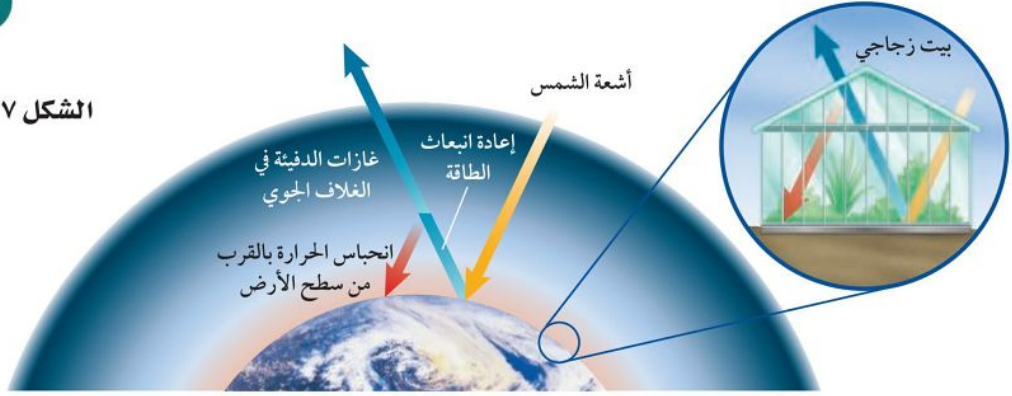 بيت زجاجي
أشعة الشمس
الشكل ٧
إعادة انبعاث
الطاقة
غازات الدفيئة في
الغلاف الجوي
انحباس الحرارة بالقرب
من سطح الأرض